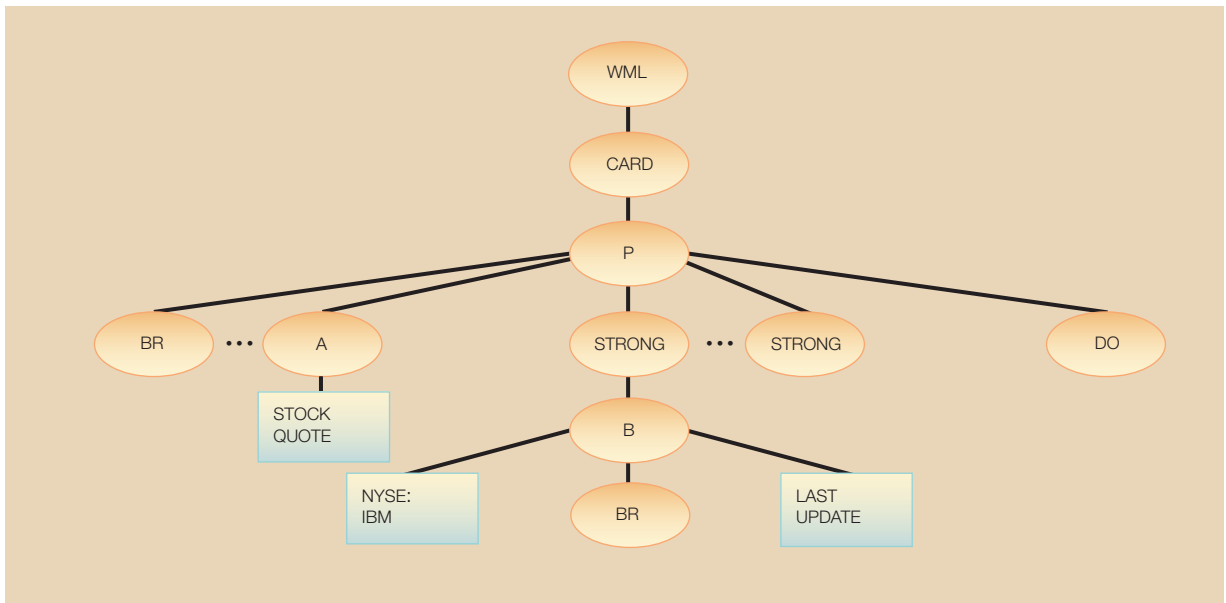 WML
CARD
P
BR
•••
A
STRONG
•••
STRONG
DO
STOCK
QUOTE
B
NYSE:
IBM
BR
LAST
UPDATE